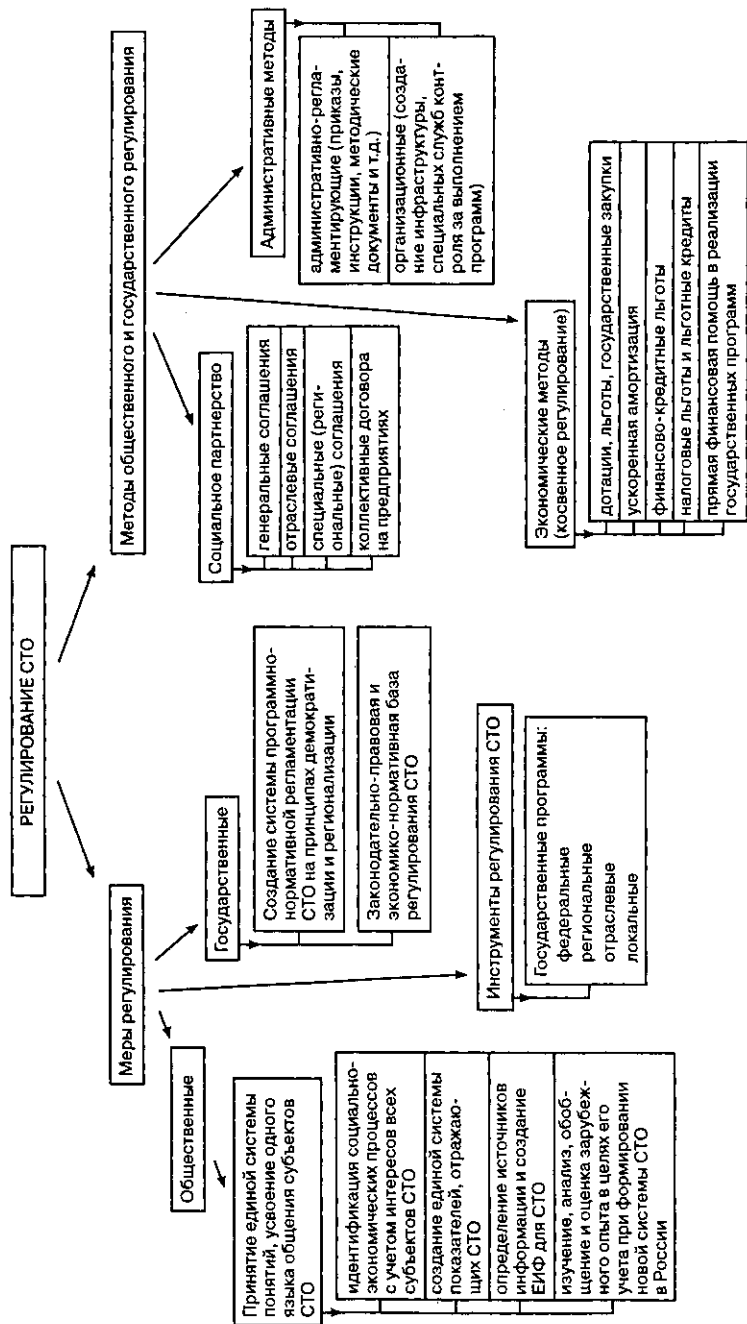 РЕГУЛИРОВАНИЕ СТО
Меры регулирования
Методы общественного и государственного регулирования
Общественные
Принятие единой системы
понятий, усвоение одного
языка общения субъектов
СТО
идентификация социально-
экономических процессов
с учетом интересов всех
субъектов СТО
создание единой системы
показателей, отражаю-
щих СТО
определение источников
информации и создание
ЕИФ для СТО
изучение, анализ, обоб-
щение и оценка зарубеж-
ного опыта в целях его
учета при формировании
новой системы СТО
в России
Государственные
Создание системы программно-
нормативной регламентации
СТО на принципах демократи-
зации и регионализации
Законодательно-правовая и
экономико-нормативная база
регулирования СТО
Инструменты регулирования СТО
Государственные программы:
федеральные
региональные
отраслевые
локальные
Социальное партнерство
генеральные соглашения
отраслевые соглашения
специальные (реги-
ональные) соглашения
коллективные договора
на предприятиях
Административные методы
административно-регла-
ментирующие (приказы,
инструкции, методические
документы и т.д.)
организационные (созда-
ние инфраструктуры,
специальных служб конт-
роля за выполнением
программ)
Экономические методы
(косвенное регулирование)
дотации, льготы, государственные закупки
ускоренная амортизация
финансово-кредитные льготы
налоговые льготы и льготные кредиты
прямая финансовая помощь в реализации
государственных программ